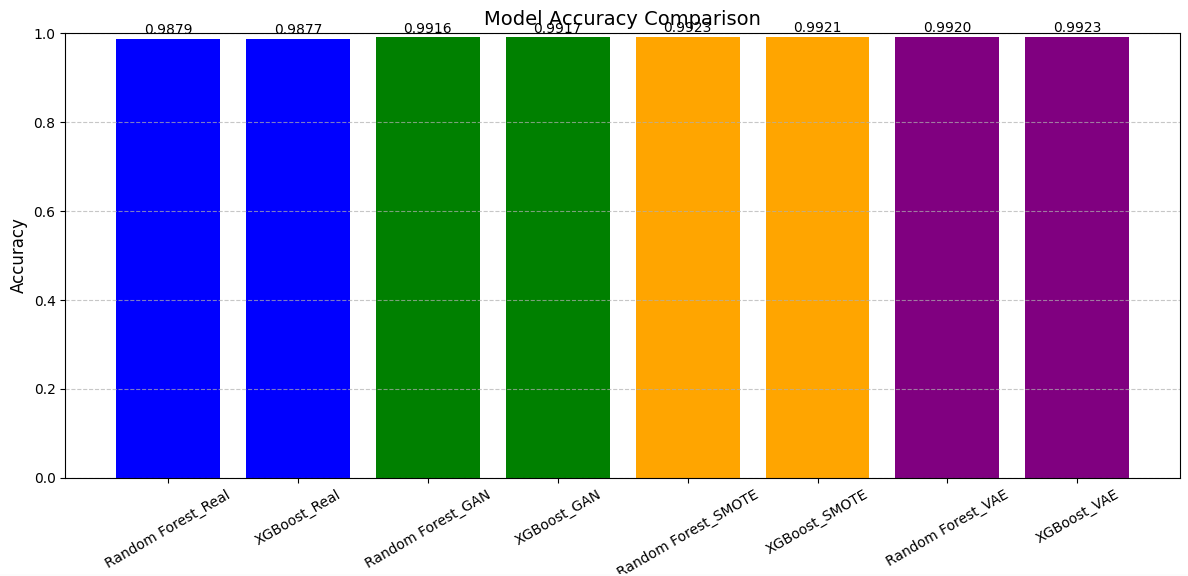 Model Accuracy Comparison
0.9879
0.9877
0.9916
0.9917
0.9923
0.9921
0.9920
0.9923
Accuracy
1.0
0.8
0.6
0.4
0.2
0.0
Random Forest_Real
XGBoost_Real
Random Forest_GAN
XGBoost_GAN
Random Forest_SMOTE
XGBoost_SMOTE
Random Forest_VAE
XGBoost_VAE